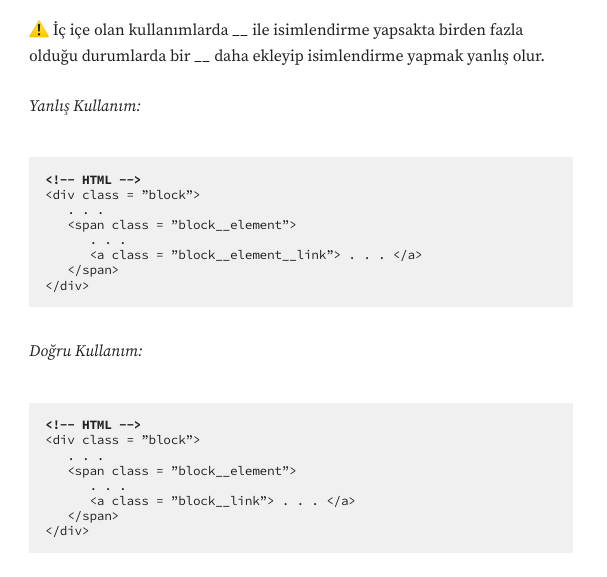 ⚠️ İç içe olan kullanımlarda __ ile isimlendirme yapsakta birden fazla
olduğu durumlarda bir __ daha ekleyip isimlendirme yapmak yanlış olur.
Yanlış Kullanım:
<!-- HTML -->
<div class = ”block”>
   . . .
   <span class = ”block__element”>
      . . .
      <a class = ”block__element__link”> . . . </a>
   </span>
</div>
Doğru Kullanım:
<!-- HTML -->
<div class = ”block”>
   . . .
   <span class = ”block__element”>
      . . .
      <a class = ”block__link”> . . . </a>
   </span>
</div>